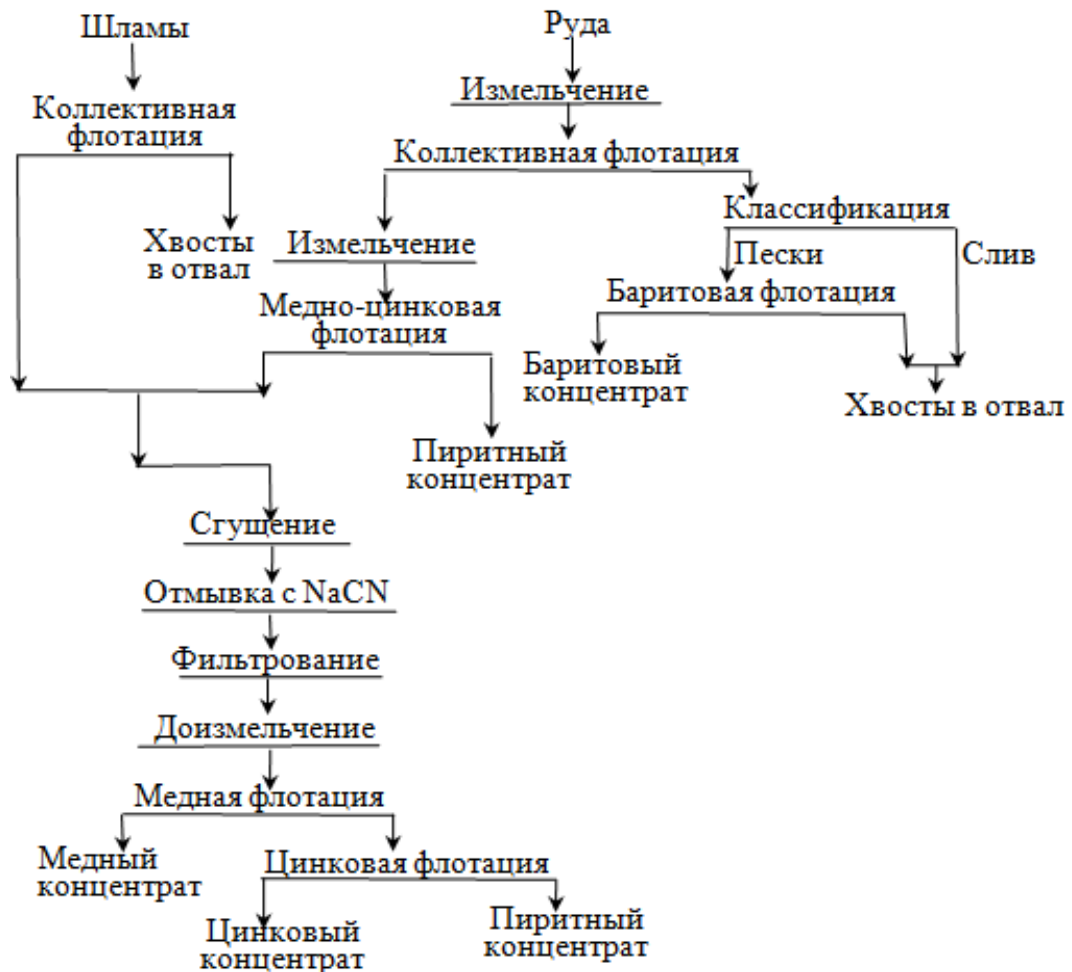 Шламы
Руда
Измельчение
Коллективная
флотация
Коллективная флотация
Классификация
Хвосты
в отвал
Измельчение
Пески
Слив
Медно-цинковая
флотация
Баритовая флотация
Баритовый
концентрат
Хвосты в отвал
Пиритный
концентрат
Сгущение
Отмывка с NaCN
Фильтрование
Доизмельчение
Медная флотация
Медный
концентрат
Цинковая флотация
Цинковый
концентрат
Пиритный
концентрат